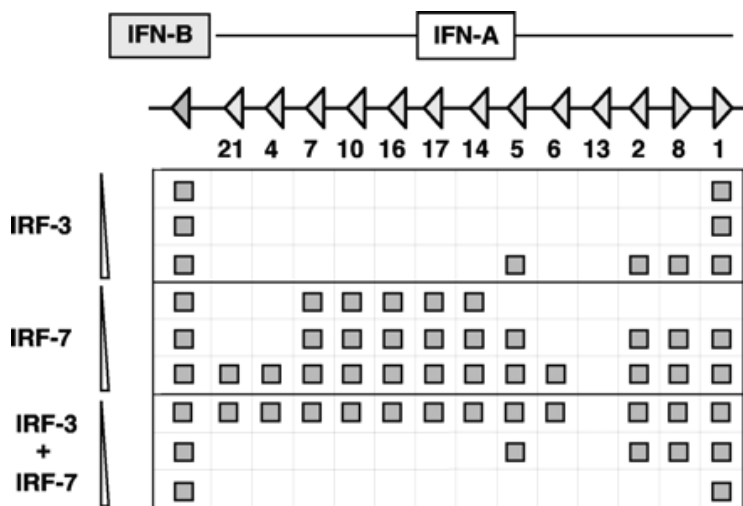 IFN-B IFN-A
21 4 7 10 16 17 14 5 6 13 2 8 1
IRF-3
IRF-7
IRF-3
+
IRF-7